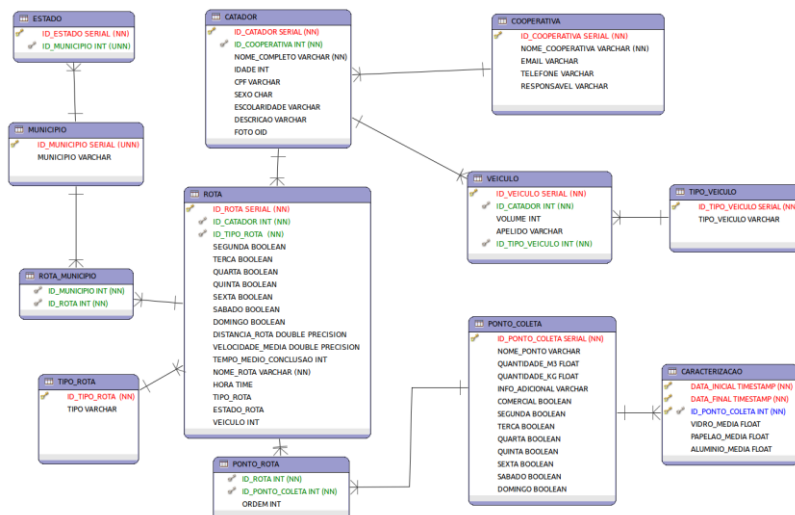 ESTADO
ID_ESTADO SERIAL (NN)
ID_MUNICIPIO INT (UNN)
CATADOR
ID_CATADOR SERIAL (NN)
ID_COOPERATIVA INT (NN)
NOME_COMPLETO VARCHAR (NN)
IDADE INT
CPF VARCHAR
SEXO CHAR
ESCOLARIDADE VARCHAR
DESCRICAO VARCHAR
FOTO OID
COOPERATIVA
ID_COOPERATIVA SERIAL (NN)
NOME_COOPERATIVA VARCHAR (NN)
EMAIL VARCHAR
TELEFONE VARCHAR
RESPONSAVEL VARCHAR
MUNICIPIO
ID_MUNICIPIO SERIAL (UNN)
MUNICIPIO VARCHAR
VEICULO
ID_VEICULO SERIAL (NN)
ID_CATADOR INT (NN)
VOLUME INT
APELIDO VARCHAR
ID_TIPO_VEICULO INT (NN)
TIPO_VEICULO
ID_TIPO_VEICULO SERIAL (NN)
TIPO_VEICULO VARCHAR
ROTA
ID_ROTA SERIAL (NN)
ID_CATADOR INT (NN)
ID_TIPO_ROTA (NN)
SEGUNDA BOOLEAN
TERCA BOOLEAN
QUARTA BOOLEAN
QUINTA BOOLEAN
SEXTA BOOLEAN
SABADO BOOLEAN
DOMINGO BOOLEAN
DISTANCIA_ROTA DOUBLE PRECISION
VELOCIDADE_MEDIA DOUBLE PRECISION
TEMPO_MEDIO_CONCLUSAO INT
NOME_ROTA VARCHAR (NN)
HORA TIME
TIPO_ROTA
ESTADO_ROTA
VEICULO INT
ROTA_MUNICIPIO
ID_MUNICIPIO INT (NN)
ID_ROTA INT (NN)
TIPO_ROTA
ID_TIPO_ROTA (NN)
TIPO VARCHAR
PONTO_COLETA
ID_PONTO_COLETA SERIAL (NN)
NOME_PONTO VARCHAR
QUANTIDADE_M3 FLOAT
QUANTIDADE_KG FLOAT
INFO_ADICIONAL VARCHAR
COMERCIAL BOOLEAN
SEGUNDA BOOLEAN
TERCA BOOLEAN
QUARTA BOOLEAN
QUINTA BOOLEAN
SEXTA BOOLEAN
SABADO BOOLEAN
DOMINGO BOOLEAN
CARACTERIZACAO
DATA_INICIAL TIMESTAMP (NN)
DATA_FINAL TIMESTAMP (NN)
ID_PONTO_COLETA INT (NN)
VIDRO_MEDIA FLOAT
PAPELAO_MEDIA FLOAT
ALUMINIO_MEDIA FLOAT
PONTO_ROTA
ID_ROTA INT (NN)
ID_PONTO_COLETA INT (NN)
ORDEM INT